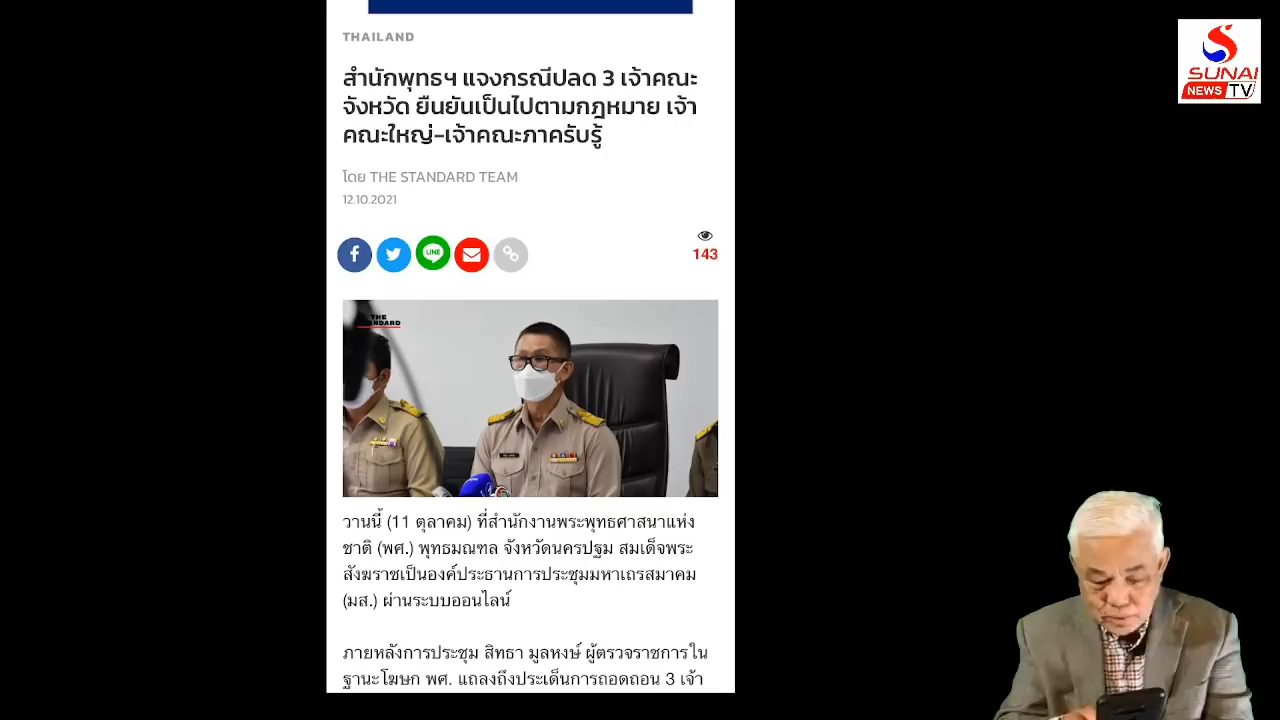 THAILAND
สำนักพุทธฯ แจงกรณีปลด 3 เจ้าคณะ
จังหวัด ยืนยันเป็นไปตามกฎหมาย เจ้า
คณะใหญ่-เจ้าคณะภาครับรู้
โดย THE STANDARD TEAM
12.10.2021
LINE
143
THE
STANDARD
วานนี้ (11 ตุลาคม) ที่สำนักงานพระพุทธศาสนาแห่ง
ชาติ (พศ.) พุทธมณฑล จังหวัดนครปฐม สมเด็จพระ
สังฆราชเป็นองค์ประธานการประชุมมหาเถรสมาคม
(มส.) ผ่านระบบออนไลน์
ภายหลังการประชุม สิทธา มูลหงษ์ ผู้ตรวจราชการใน
ฐานะโฆษก พศ. แถลงถึงประเด็นการถอดถอน 3 เจ้า
SUNAI
NEWS TV